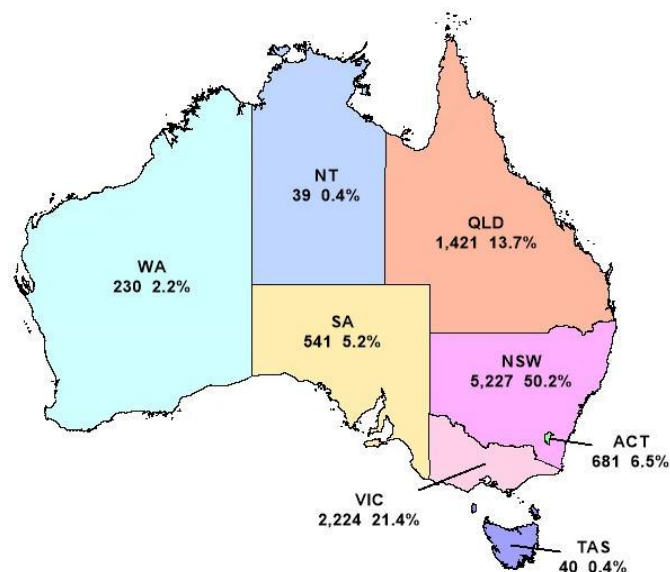 NT
39 0.4%
QLD
1,421 13.7%
WA
230 2.2%
SA
541 5.2%
NSW
5,227 50.2%
ACT
681 6.5%
VIC
2,224 21.4%
TAS
40 0.4%